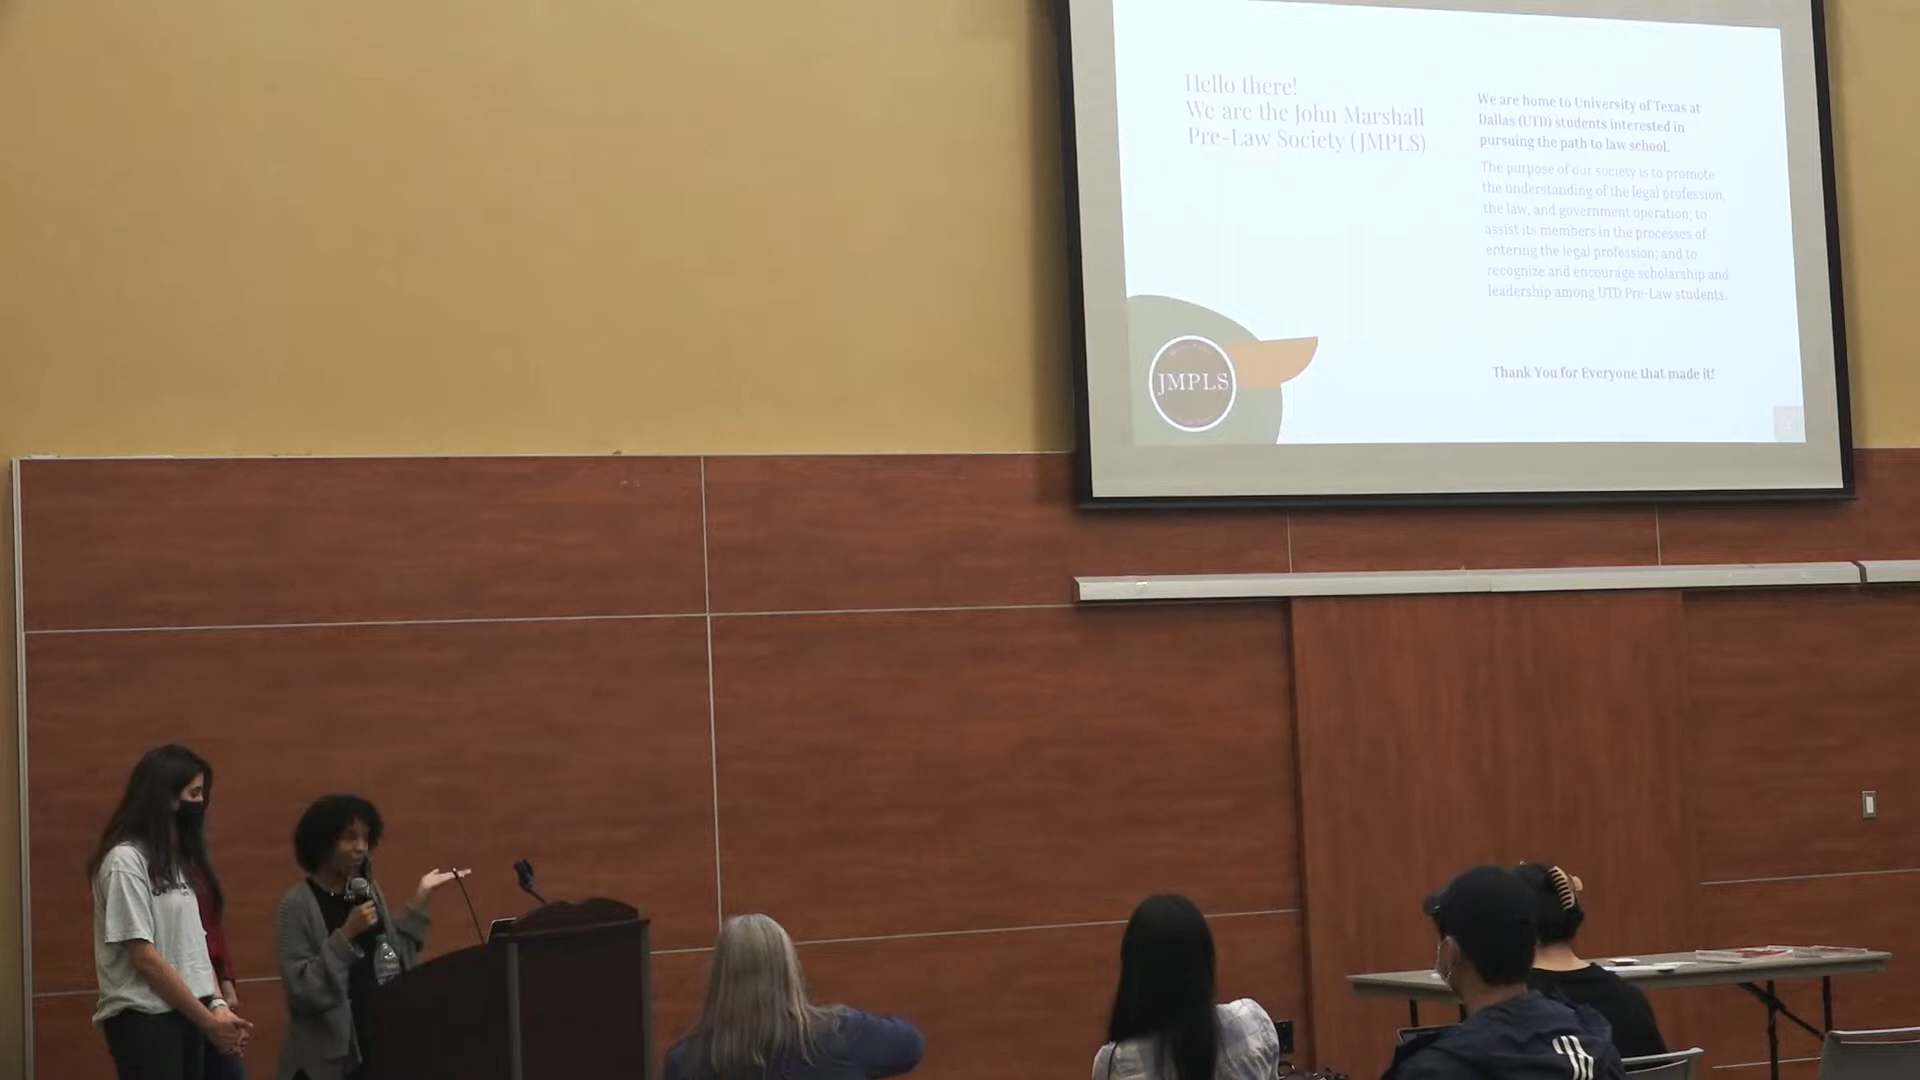 Hello there!
We are the John Marshall
Pre-Law Society (JMPLS)
We are home to University of Texas at
Dallas (UTD) students interested in
pursuing the path to law school.
The purpose of our society is to promote
the understanding of the legal profession,
the law, and government operation; to
assist its members in the processes of
entering the legal profession; and to
recognize and encourage scholarship and
leadership among UTD Pre-Law students.
Thank You for Everyone that made it!
JMPLS